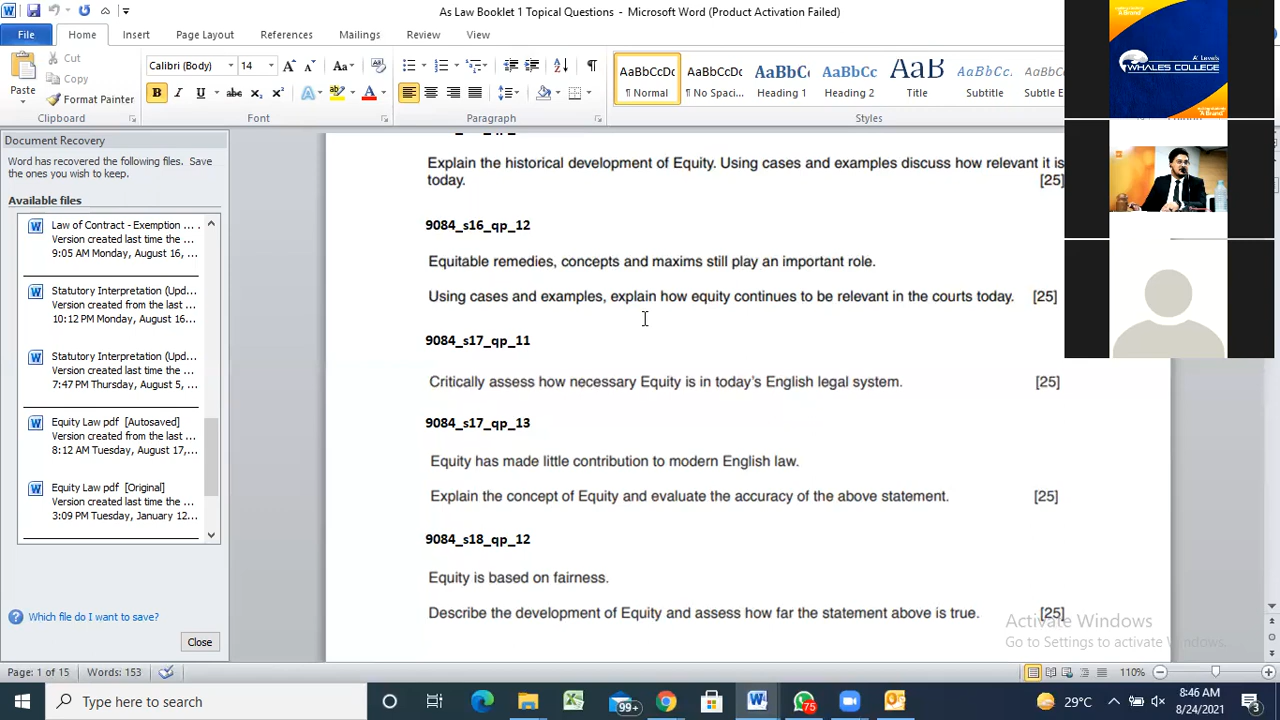 As Law Booklet 1 Topical Questions - Microsoft Word (Product Activation Failed)
File Home Insert Page Layout References Mailings Review View
Paste
Cut
Copy
Format Painter
Clipboard
Calibri (Body) 14
Font
Paragraph
AaBbCcDc AaBbCcDc AaBbC AaBbCc AaB AaBbCcDc AaBbCcD
¶ Normal ¶ No Spaci... Heading 1 Heading 2 Title Subtitle Subtle E
Styles
Document Recovery
Word has recovered the following files. Save
the ones you wish to keep.
Available files
Law of Contract - Exemption ...
Version created last time the ...
9:05 AM Monday, August 16, ...
Statutory Interpretation (Upd...
Version created from the last ...
10:12 PM Monday, August 16...
Statutory Interpretation (Upd...
Version created last time the ...
7:47 PM Thursday, August 5, ...
Equity Law pdf [Autosaved]
Version created from the last ...
8:12 AM Tuesday, August 17,...
Equity Law pdf [Original]
Version created last time the ...
3:09 PM Tuesday, January 12...
Which file do I want to save?
Close
Explain the historical development of Equity. Using cases and examples discuss how relevant it is
today. [25]
9084_s16_qp_12
Equitable remedies, concepts and maxims still play an important role.
Using cases and examples, explain how equity continues to be relevant in the courts today. [25]
9084_s17_qp_11
Critically assess how necessary Equity is in today's English legal system. [25]
9084_s17_qp_13
Equity has made little contribution to modern English law.
Explain the concept of Equity and evaluate the accuracy of the above statement. [25]
9084_s18_qp_12
Equity is based on fairness.
Describe the development of Equity and assess how far the statement above is true. [25]
Activate Windows
Go to Settings to activate Windows.
A' Levels
WHALES COLLEGE
Page: 1 of 15 Words: 153
110%
Type here to search
99+
75
29°C
8:46 AM
8/24/2021
3